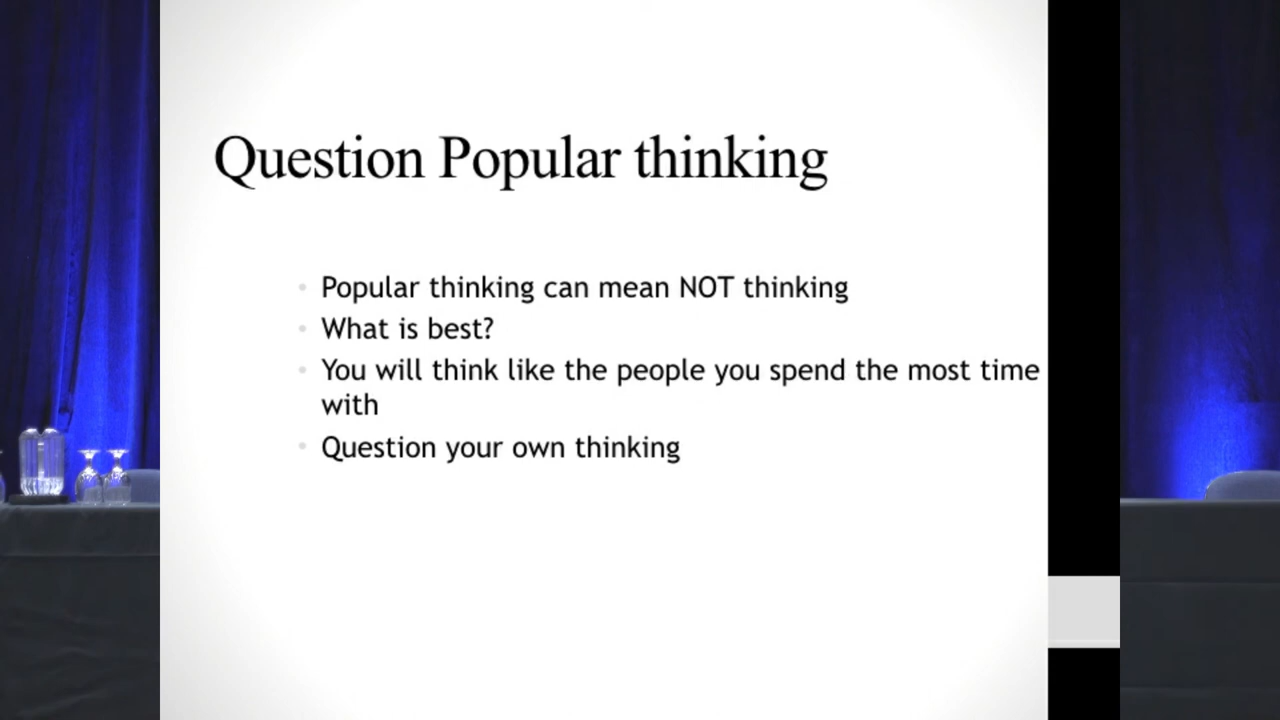 Question Popular thinking
Popular thinking can mean NOT thinking
What is best?
You will think like the people you spend the most time
with
Question your own thinking